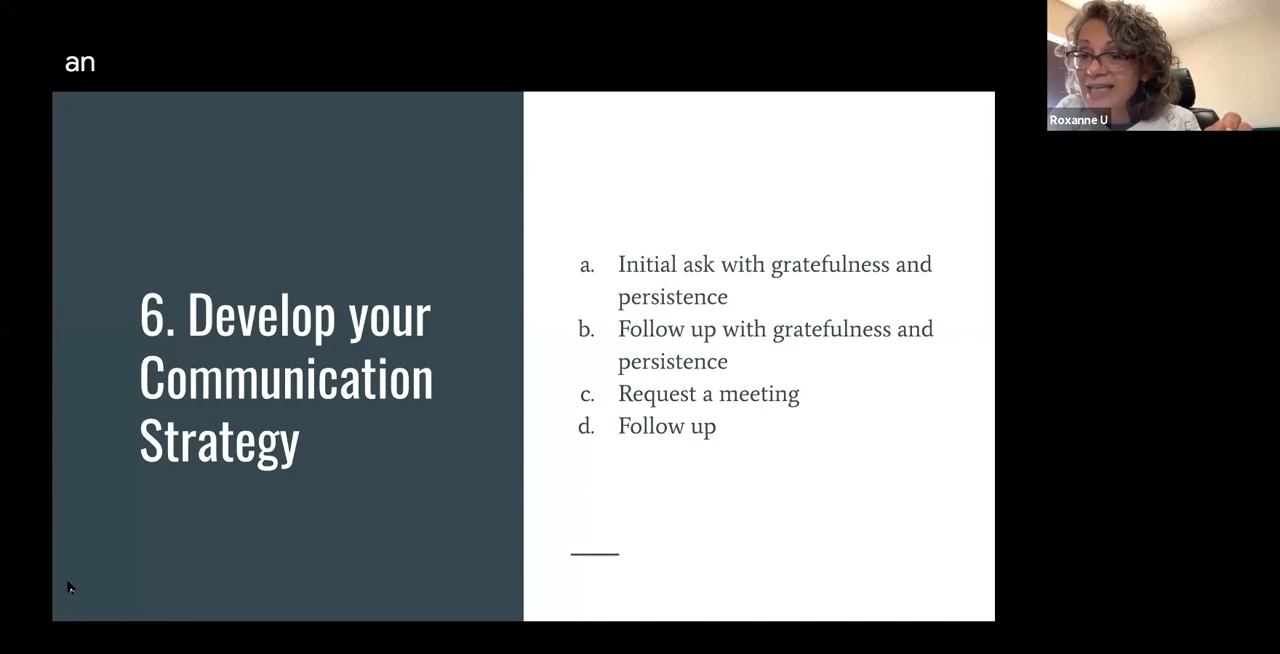 an
Roxanne U
6. Develop your
Communication
Strategy
a. Initial ask with gratefulness and
persistence
b. Follow up with gratefulness and
persistence
c. Request a meeting
d. Follow up